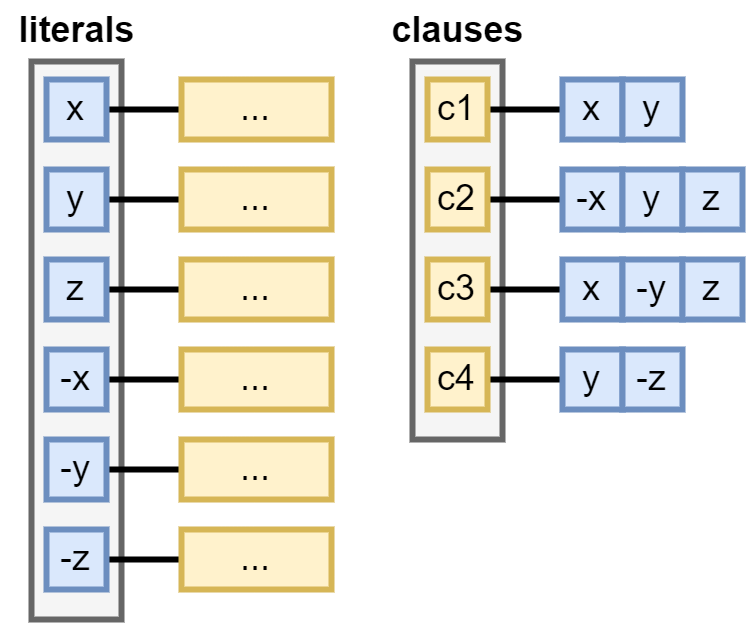 literals clauses
x ... c1 x y
y ... c2 -x y z
z ... c3 x -y z
-x ... c4 y -z
-y ...
-z ...